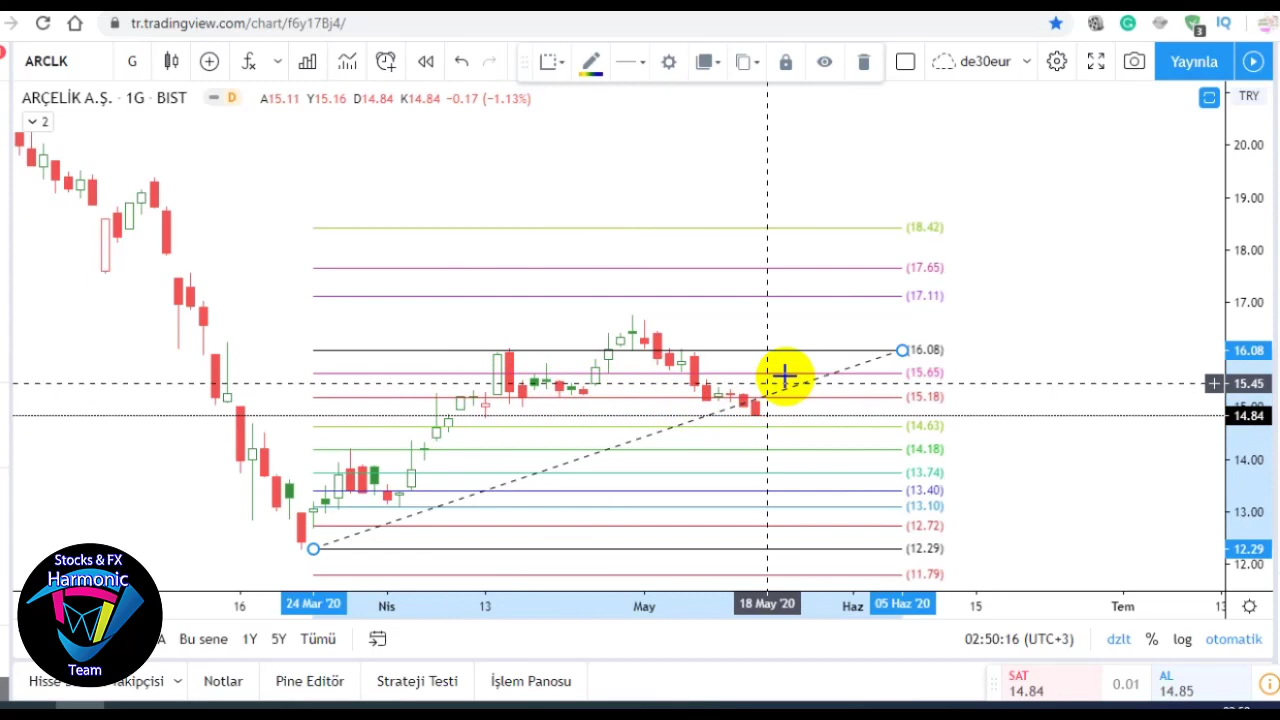 tr.tradingview.com/chart/f6y17Bj4/
3
IQ
ARCLK
G
de30eur
Yayınla
ARÇELİK A.Ş. · 1G · BIST
D
A15.11 Y15.16 D14.84 K14.84 −0.17 (−1.13%)
TRY
2
20.00
19.00
18.00
17.00
16.08
15.45
14.84
14.00
13.00
12.29
12.00
(18.42)
(17.65)
(17.11)
(16.08)
(15.65)
(15.18)
(14.63)
(14.18)
(13.74)
(13.40)
(13.10)
(12.72)
(12.29)
(11.79)
16
24 Mar '20
Nis
13
May
18 May '20
Haz
05 Haz '20
15
Tem
Stocks & FX
Harmonic
Team
Bu sene
1Y
5Y
Tümü
02:50:16 (UTC+3)
dzlt
%
log
otomatik
Notlar
Pine Editör
Strateji Testi
İşlem Panosu
SAT
14.84
0.01
AL
14.85